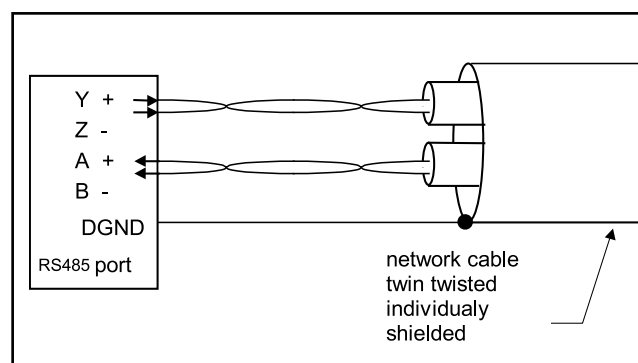 Y +
Z -
A +
B -
DGND
RS485 port
network cable
twin twisted
individualy
shielded